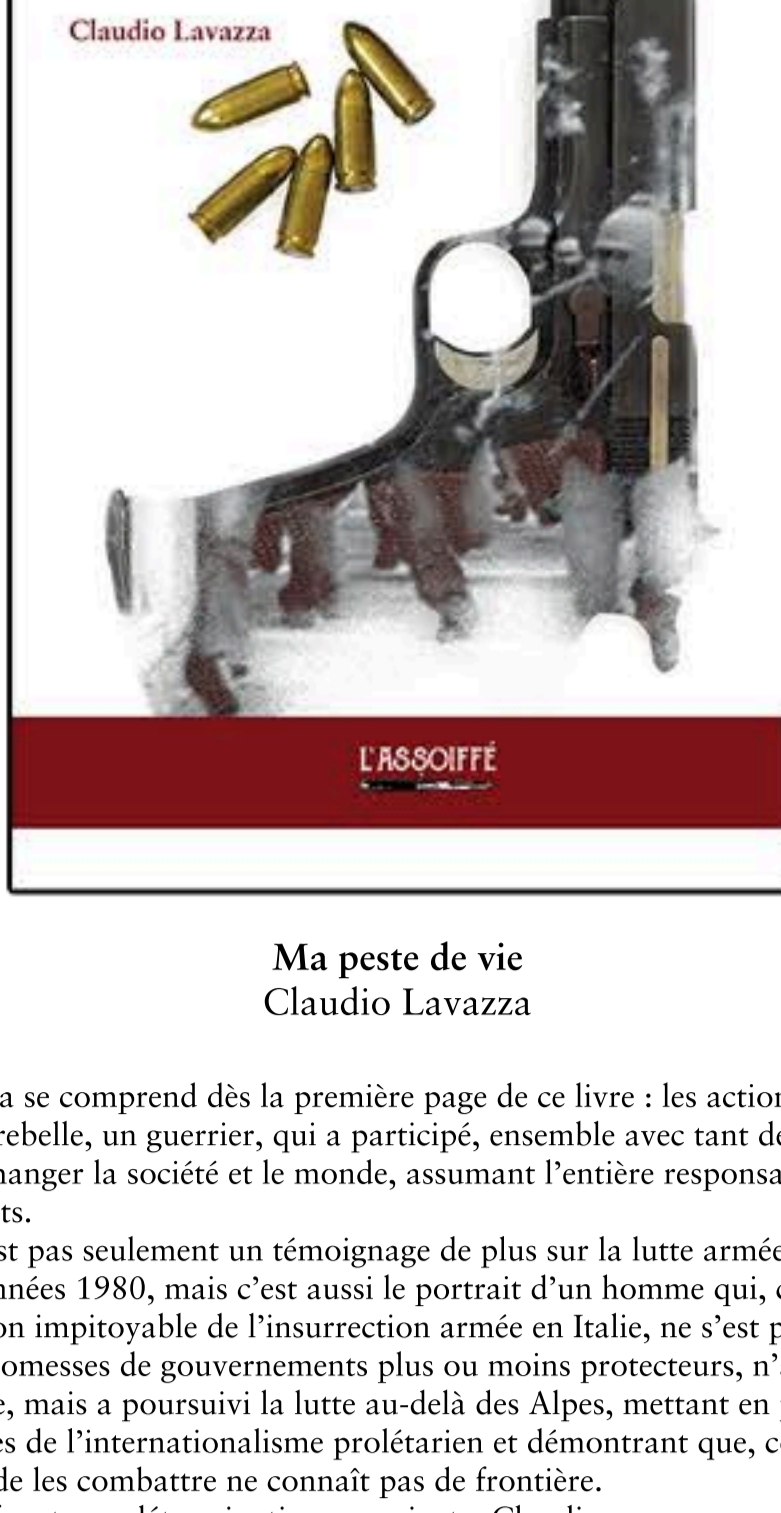 Claudio Lavazza
L'ASSOIFFÉ
Ma peste de vie
Claudio Lavazza
a se comprend dès la première page de ce livre : les action
rebelle, un guerrier, qui a participé, ensemble avec tant de
hanger la société et le monde, assumant l’entière responsa
ts.
st pas seulement un témoignage de plus sur la lutte armée
nnées 1980, mais c’est aussi le portrait d’un homme qui,
on impitoyable de l’insurrection armée en Italie, ne s’est p
omesses de gouvernements plus ou moins protecteurs, n’
e, mais a poursuivi la lutte au-delà des Alpes, mettant en
es de l’internationalisme prolétarien et démontrant que, c
de les combattre ne connaît pas de frontière.